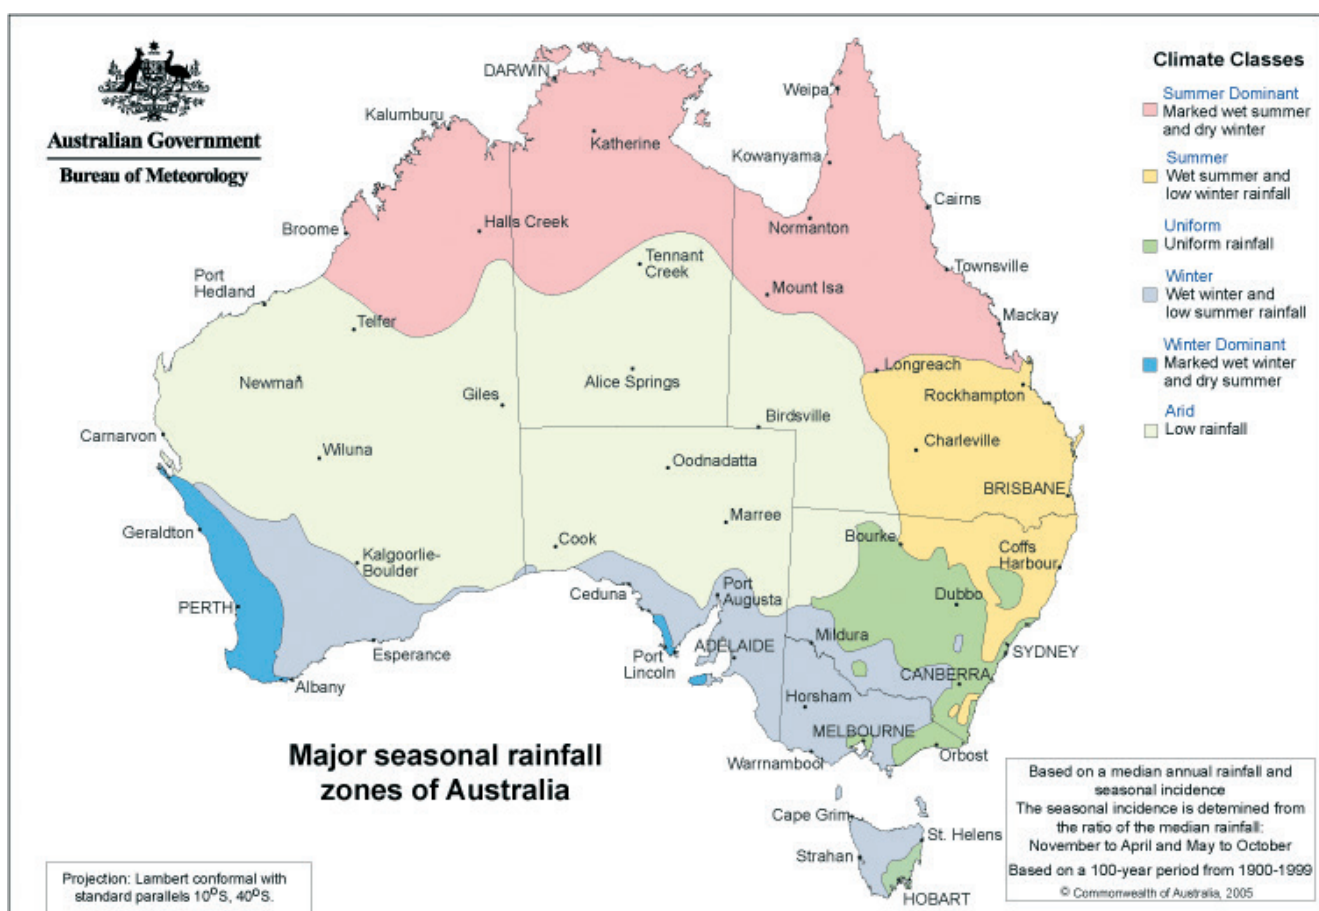 Australian Government
Bureau of Meteorology
DARWIN
Weipa
Kalumburu
Katherine
Kowanyama
Cairns
Broome
Halls Creek
Normanton
Tennant
Creek
Townsville
Port
Hedland
Mount Isa
Mackay
Telfer
Longreach
Newman
Alice Springs
Rockhampton
Giles
Birdsville
Carnarvon
Charleville
Wiluna
Oodnadatta
BRISBANE
Marree
Geraldton
Cook
Bourke
Coffs
Harbour
Kalgoorlie-
Boulder
Ceduna
Port
Augusta
Dubbo
PERTH
Mildura
ADELAIDE
SYDNEY
Esperance
Port
Lincoln
CANBERRA
Albany
Horsham
MELBOURNE
Orbost
Warrnambool
Cape Grim
St. Helens
Strahan
HOBART
Climate Classes
Summer Dominant
Marked wet summer
and dry winter
Summer
Wet summer and
low winter rainfall
Uniform
Uniform rainfall
Winter
Wet winter and
low summer rainfall
Winter Dominant
Marked wet winter
and dry summer
Arid
Low rainfall
Major seasonal rainfall
zones of Australia
Based on a median annual rainfall and
seasonal incidence
The seasonal incidence is detemined from
the ratio of the median rainfall:
November to April and May to October
Based on a 100-year period from 1900-1999
© Commonwealth of Australia, 2005
Projection: Lambert conformal with
standard parallels 10°S, 40°S.